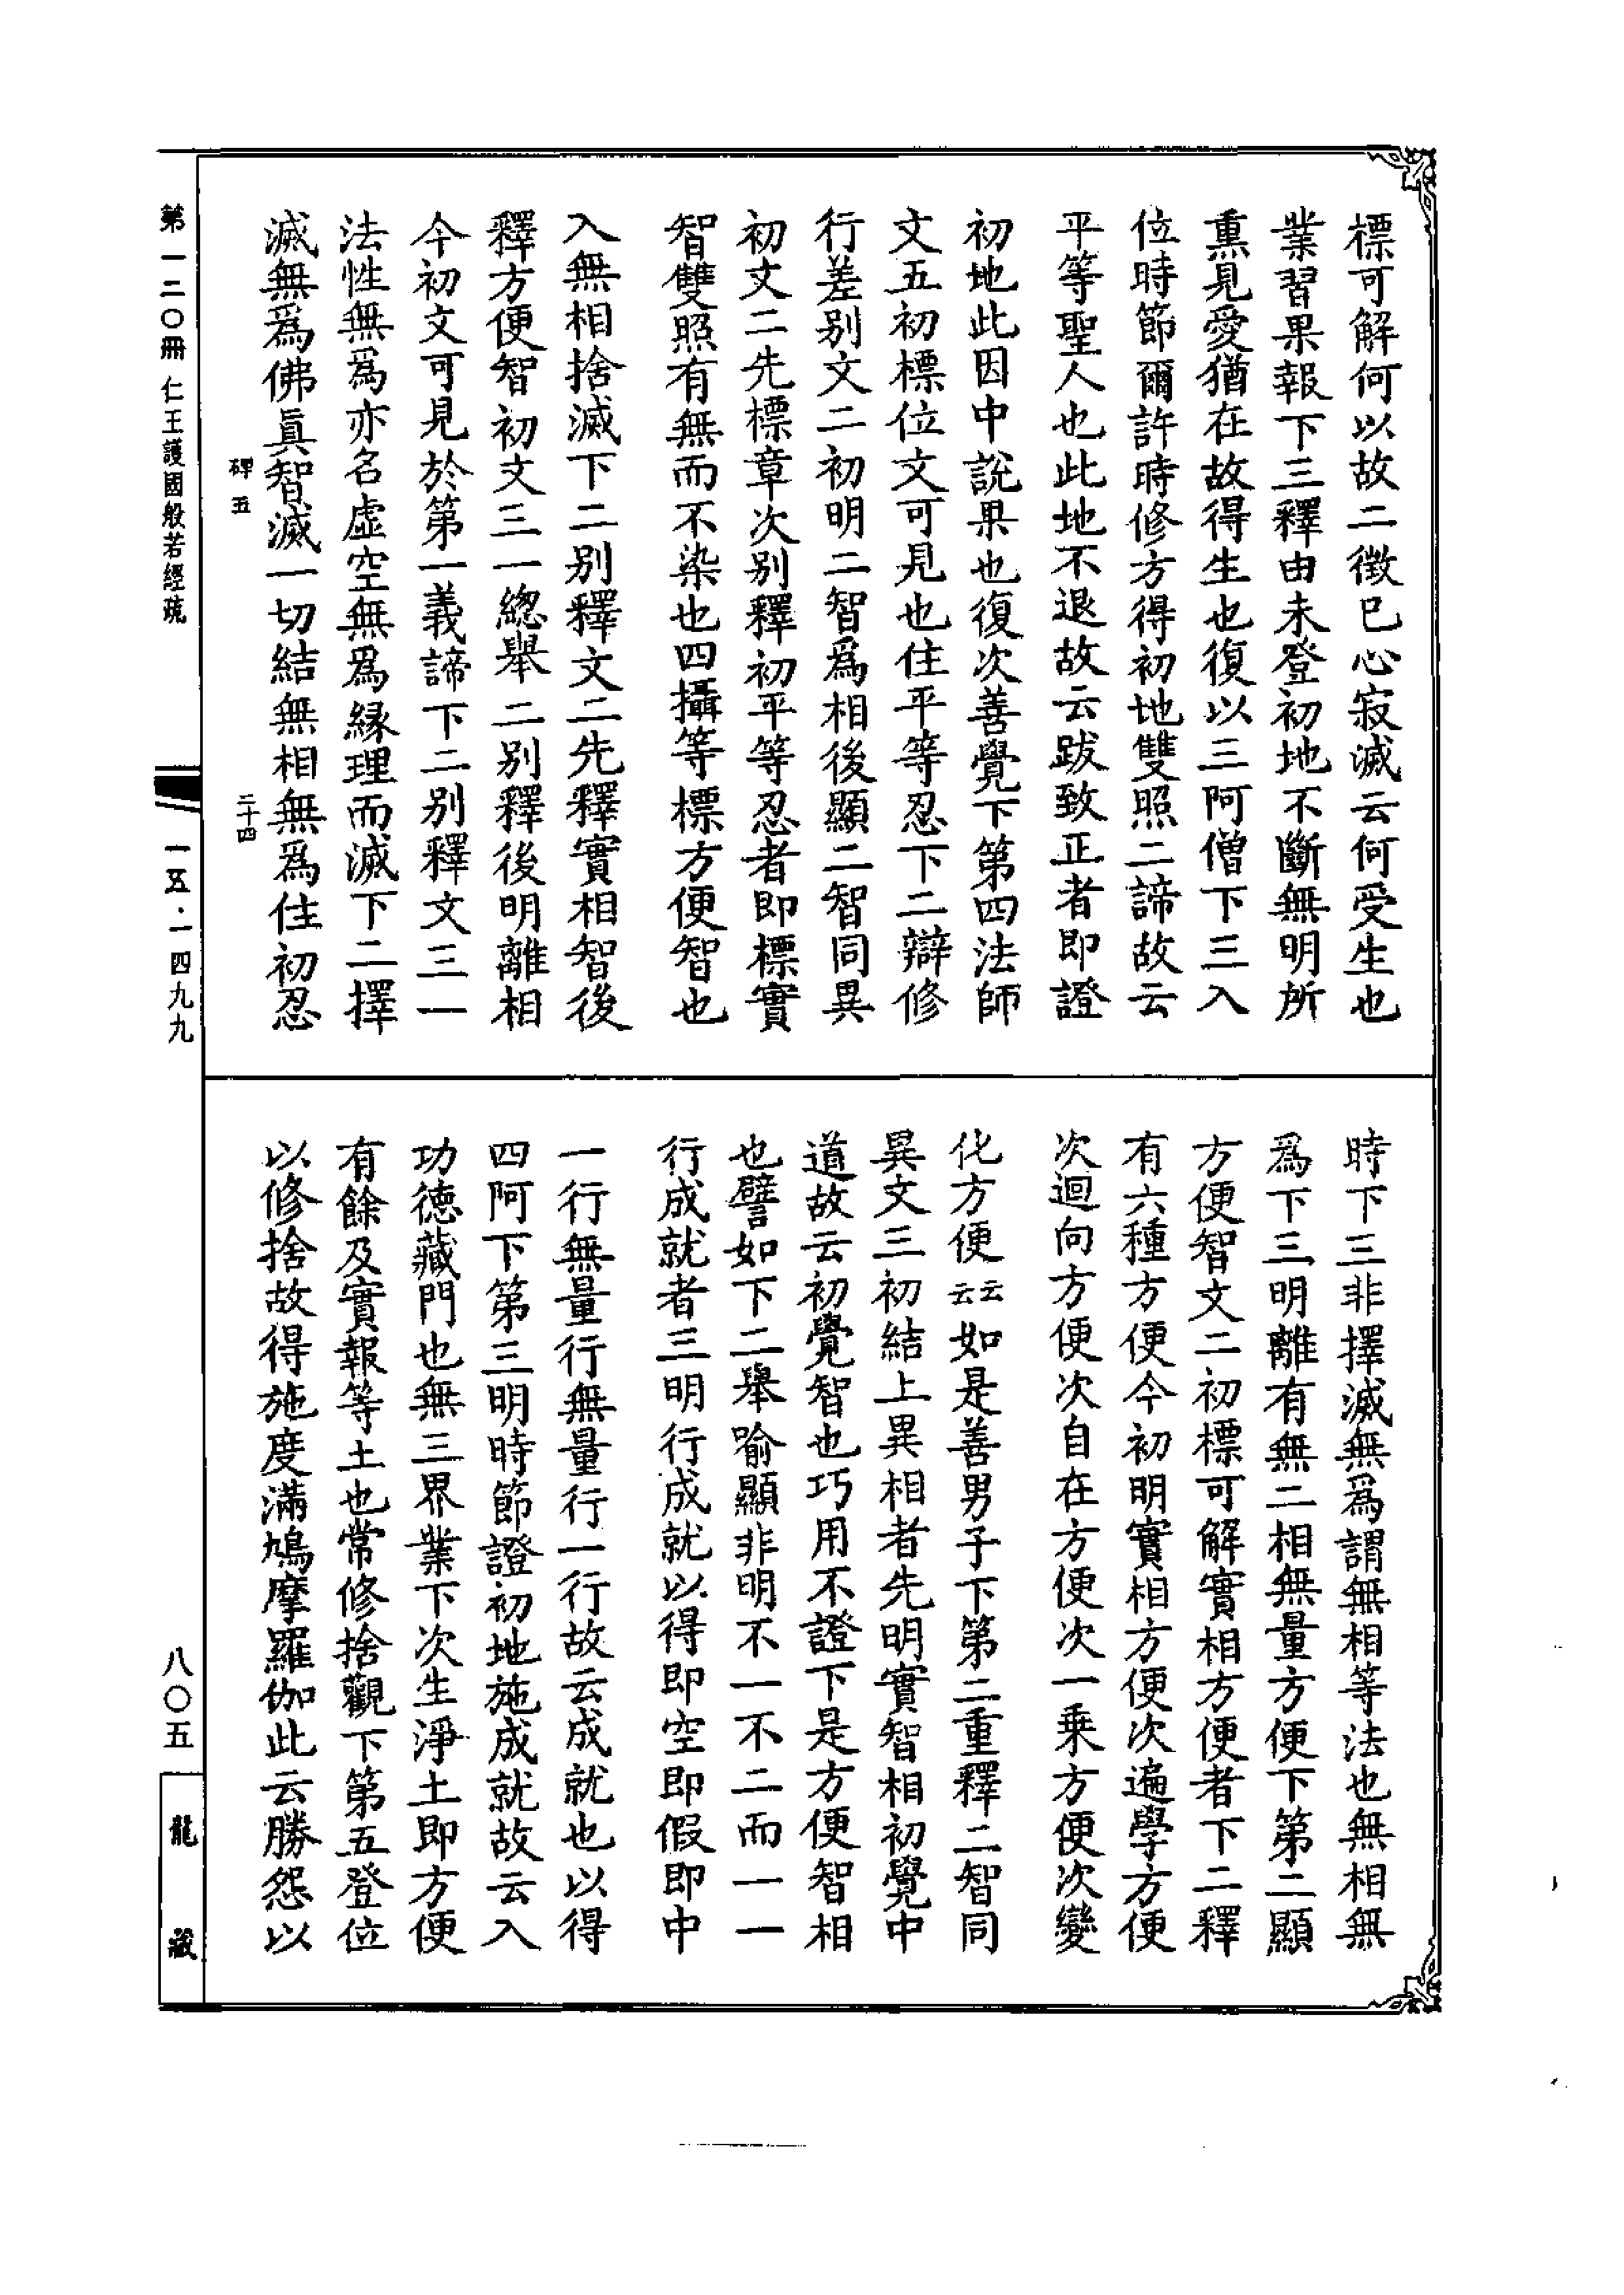 標可解何以故二徴巳心寂滅云何受生也
業習果報下三釋由未登初地不斷無明所
熏見愛猶在故得生也復以三阿僧下三入
位時節爾許時修方得初地雙照二諦故云
平等聖人也此地不退故云跋致正者即證
初地此因中說果也復次善覺下第四法師
文五初標位文可見也住平等忍下二辯修
行差别文二初明二智爲相後顯二智同異
初文二先標章次别釋初平等忍者即標實
智雙照有無而不染也四攝等標方便智也
入無相捨滅下二别釋文二先釋實相智後
釋方便智初文三一總舉二别釋後明離相
今初文可見於第一義諦下二别釋文三一
法性無爲亦名虛空無爲緣理而滅下二擇
滅無爲佛眞智滅一切結無相無爲住初忍
碑五
二十四
時下三非擇滅無爲謂無相等法也無相無
爲下三明離有無二相無量方便下第二顯
方便智文二初標可解實相方便者下二釋
有六種方便今初明實相方便次遍學方便
次迴向方便次自在方便次一乗方便次變
化方便云云如是善男子下第二重釋二智同
異文三初結上異相者先明實智相初覺中
道故云初覺智也巧用不證下是方便智相
也譬如下二舉喻顯非明不一不二而一一
行成就者三明行成就以得即空即假即中
一行無量行無量行一行故云成就也以得
四阿下第三明時節證初地施成就故云入
功德藏門也無三界業下次生淨土即方便
有餘及實報等土也常修捨觀下第五登位
以修捨故得施度滿鳩摩羅伽此云勝怨以
第一二〇冊 仁王護國般若經疏
一五·一四九九
八〇五
龍藏